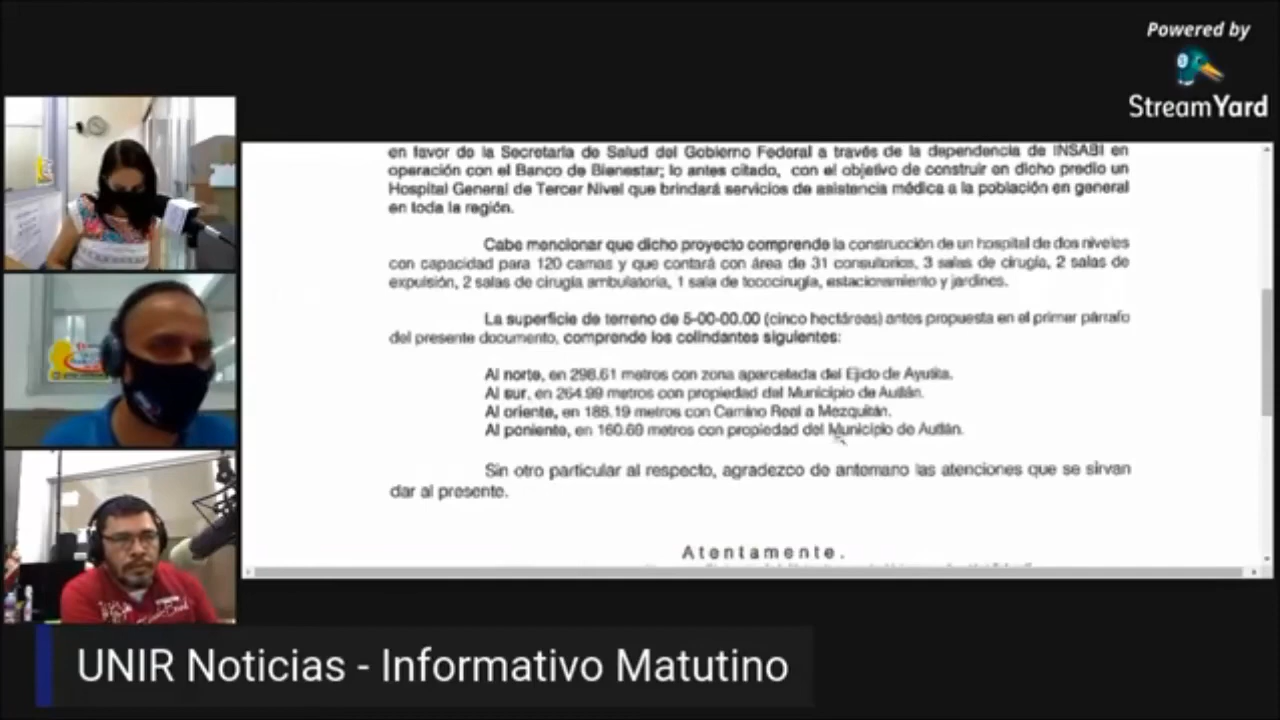 Powered by
StreamYard
en favor de la Secretaría de Salud del Gobierno Federal a través de la dependencia de INSABI en
operación con el Banco de Bienestar; lo antes citado, con el objetivo de construir en dicho predio un
Hospital General de Tercer Nivel que brindará servicios de asistencia médica a la población en general
en toda la región.
Cabe mencionar que dicho proyecto comprende la construcción de un hospital de dos niveles
con capacidad para 120 camas y que contará con área de 31 consultorios, 3 salas de cirugía, 2 salas de
expulsión, 2 salas de cirugía ambulatoria, 1 sala de tococirugía, estacionamiento y jardines.
La superficie de terreno de 5-00-00.00 (cinco hectáreas) antes propuesta en el primer párrafo
del presente documento, comprende los colindantes siguientes:
Al norte, en 298.61 metros con zona aparcelada del Ejido de Ayutita.
Al sur, en 264.99 metros con propiedad del Municipio de Autlán.
Al oriente, en 188.19 metros con Camino Real a Mezquitán.
Al poniente, en 160.69 metros con propiedad del Municipio de Autlán.
Sin otro particular al respecto, agradezco de antemano las atenciones que se sirvan
dar al presente.
Atentamente.
UNIR Noticias - Informativo Matutino